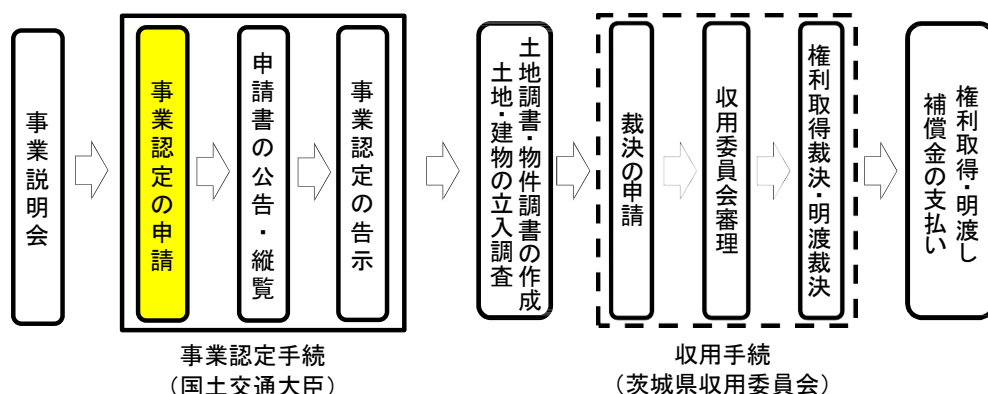 事業説明会
事業認定の申請
申請書の公告・縦覧
事業認定の告示
土地調書・物件調書の作成
土地・建物の立入調査
裁決の申請
収用委員会審理
権利取得裁決・明渡裁決
権利取得・明渡し
補償金の支払い
事業認定手続
（国土交通大臣）
収用手続
（茨城県収用委員会）